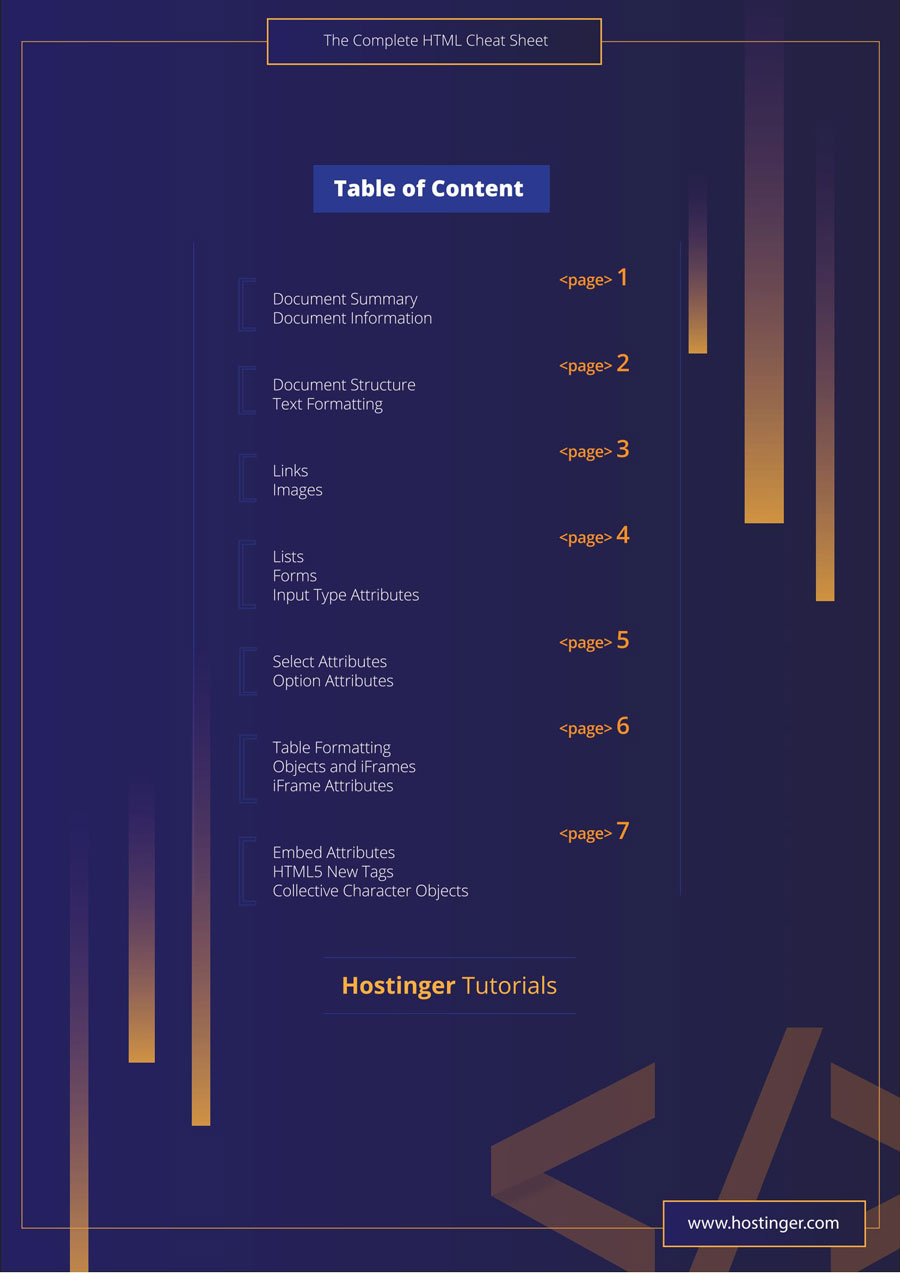 The Complete HTML Cheat Sheet
Table of Content
<page> 1
Document Summary
Document Information
<page> 2
Document Structure
Text Formatting
<page> 3
Links
Images
<page> 4
Lists
Forms
Input Type Attributes
<page> 5
Select Attributes
Option Attributes
<page> 6
Table Formatting
Objects and iFrames
iFrame Attributes
<page> 7
Embed Attributes
HTML5 New Tags
Collective Character Objects
Hostinger Tutorials
</>
www.hostinger.com